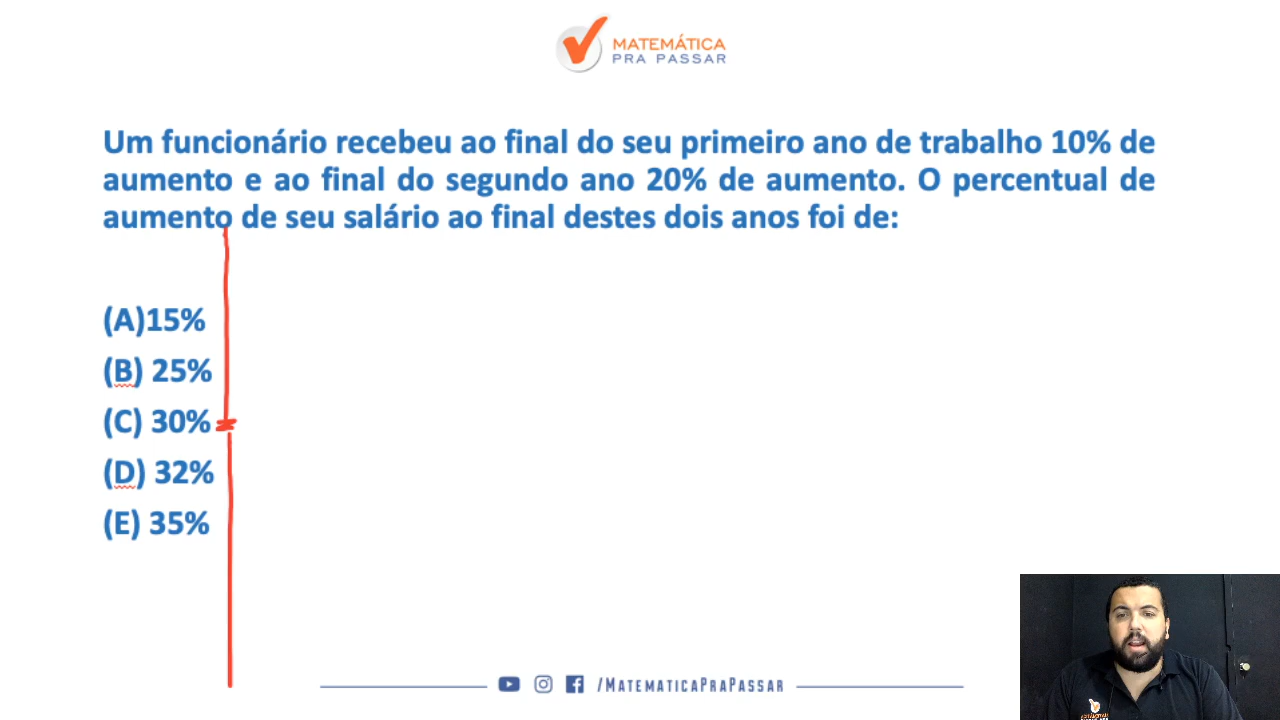 MATEMÁTICA
PRA PASSAR
Um funcionário recebeu ao final do seu primeiro ano de trabalho 10% de
aumento e ao final do segundo ano 20% de aumento. O percentual de
aumento de seu salário ao final destes dois anos foi de:
(A)15%
(B) 25%
(C) 30%
(D) 32%
(E) 35%
/MATEMATICAPRAPASSAR